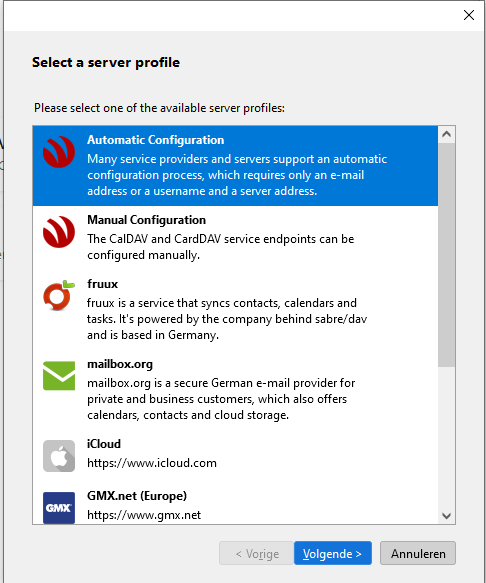 Select a server profile
Please select one of the available server profiles:
Automatic Configuration
Many service providers and servers support an automatic
configuration process, which requires only an e-mail
address or a username and a server address.
Manual Configuration
The CalDAV and CardDAV service endpoints can be
configured manually.
fruux
fruux is a service that syncs contacts, calendars and
tasks. It's powered by the company behind sabre/dav
and is based in Germany.
mailbox.org
mailbox.org is a secure German e-mail provider for
private and business customers, which also offers
calendars, contacts and cloud storage.
iCloud
https://www.icloud.com
GMX
GMX.net (Europe)
https://www.gmx.net
< Vorige
Volgende >
Annuleren